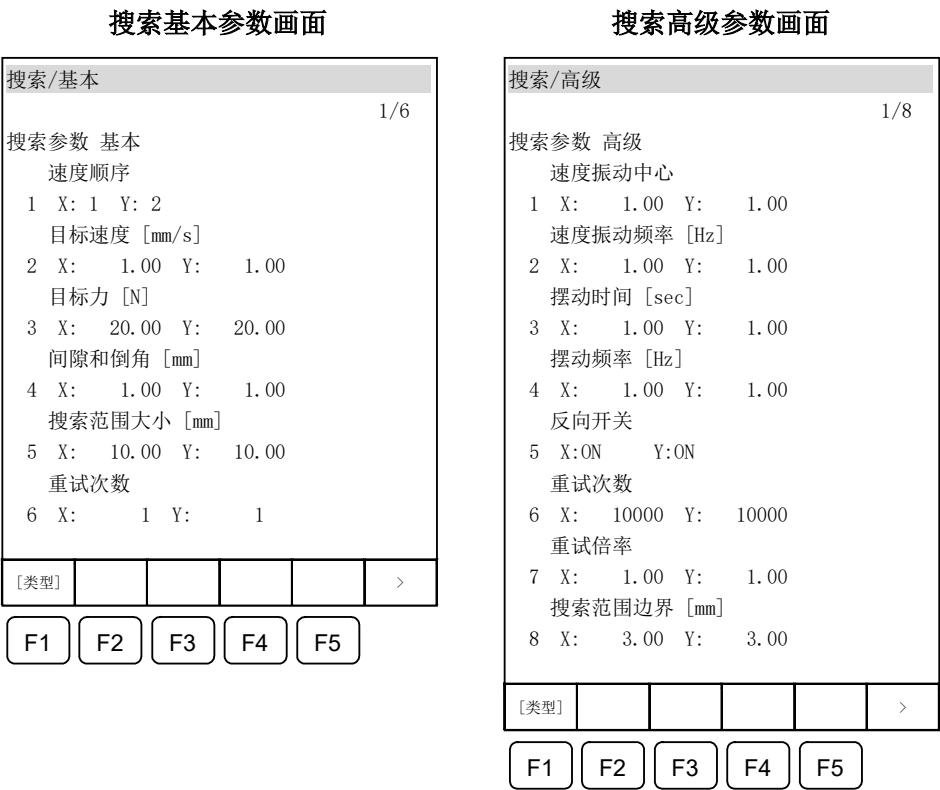 搜索基本参数画面
搜索/基本
1/6
搜索参数 基本
速度顺序
1 X: 1 Y: 2
目标速度 [mm/s]
2 X: 1.00 Y: 1.00
目标力 [N]
3 X: 20.00 Y: 20.00
间隙和倒角 [mm]
4 X: 1.00 Y: 1.00
搜索范围大小 [mm]
5 X: 10.00 Y: 10.00
重试次数
6 X: 1 Y: 1
[类型] >
F1 F2 F3 F4 F5
搜索高级参数画面
搜索/高级
1/8
搜索参数 高级
速度振动中心
1 X: 1.00 Y: 1.00
速度振动频率 [Hz]
2 X: 1.00 Y: 1.00
摆动时间 [sec]
3 X: 1.00 Y: 1.00
摆动频率 [Hz]
4 X: 1.00 Y: 1.00
反向开关
5 X:ON Y:ON
重试次数
6 X: 10000 Y: 10000
重试倍率
7 X: 1.00 Y: 1.00
搜索范围边界 [mm]
8 X: 3.00 Y: 3.00
[类型] >
F1 F2 F3 F4 F5